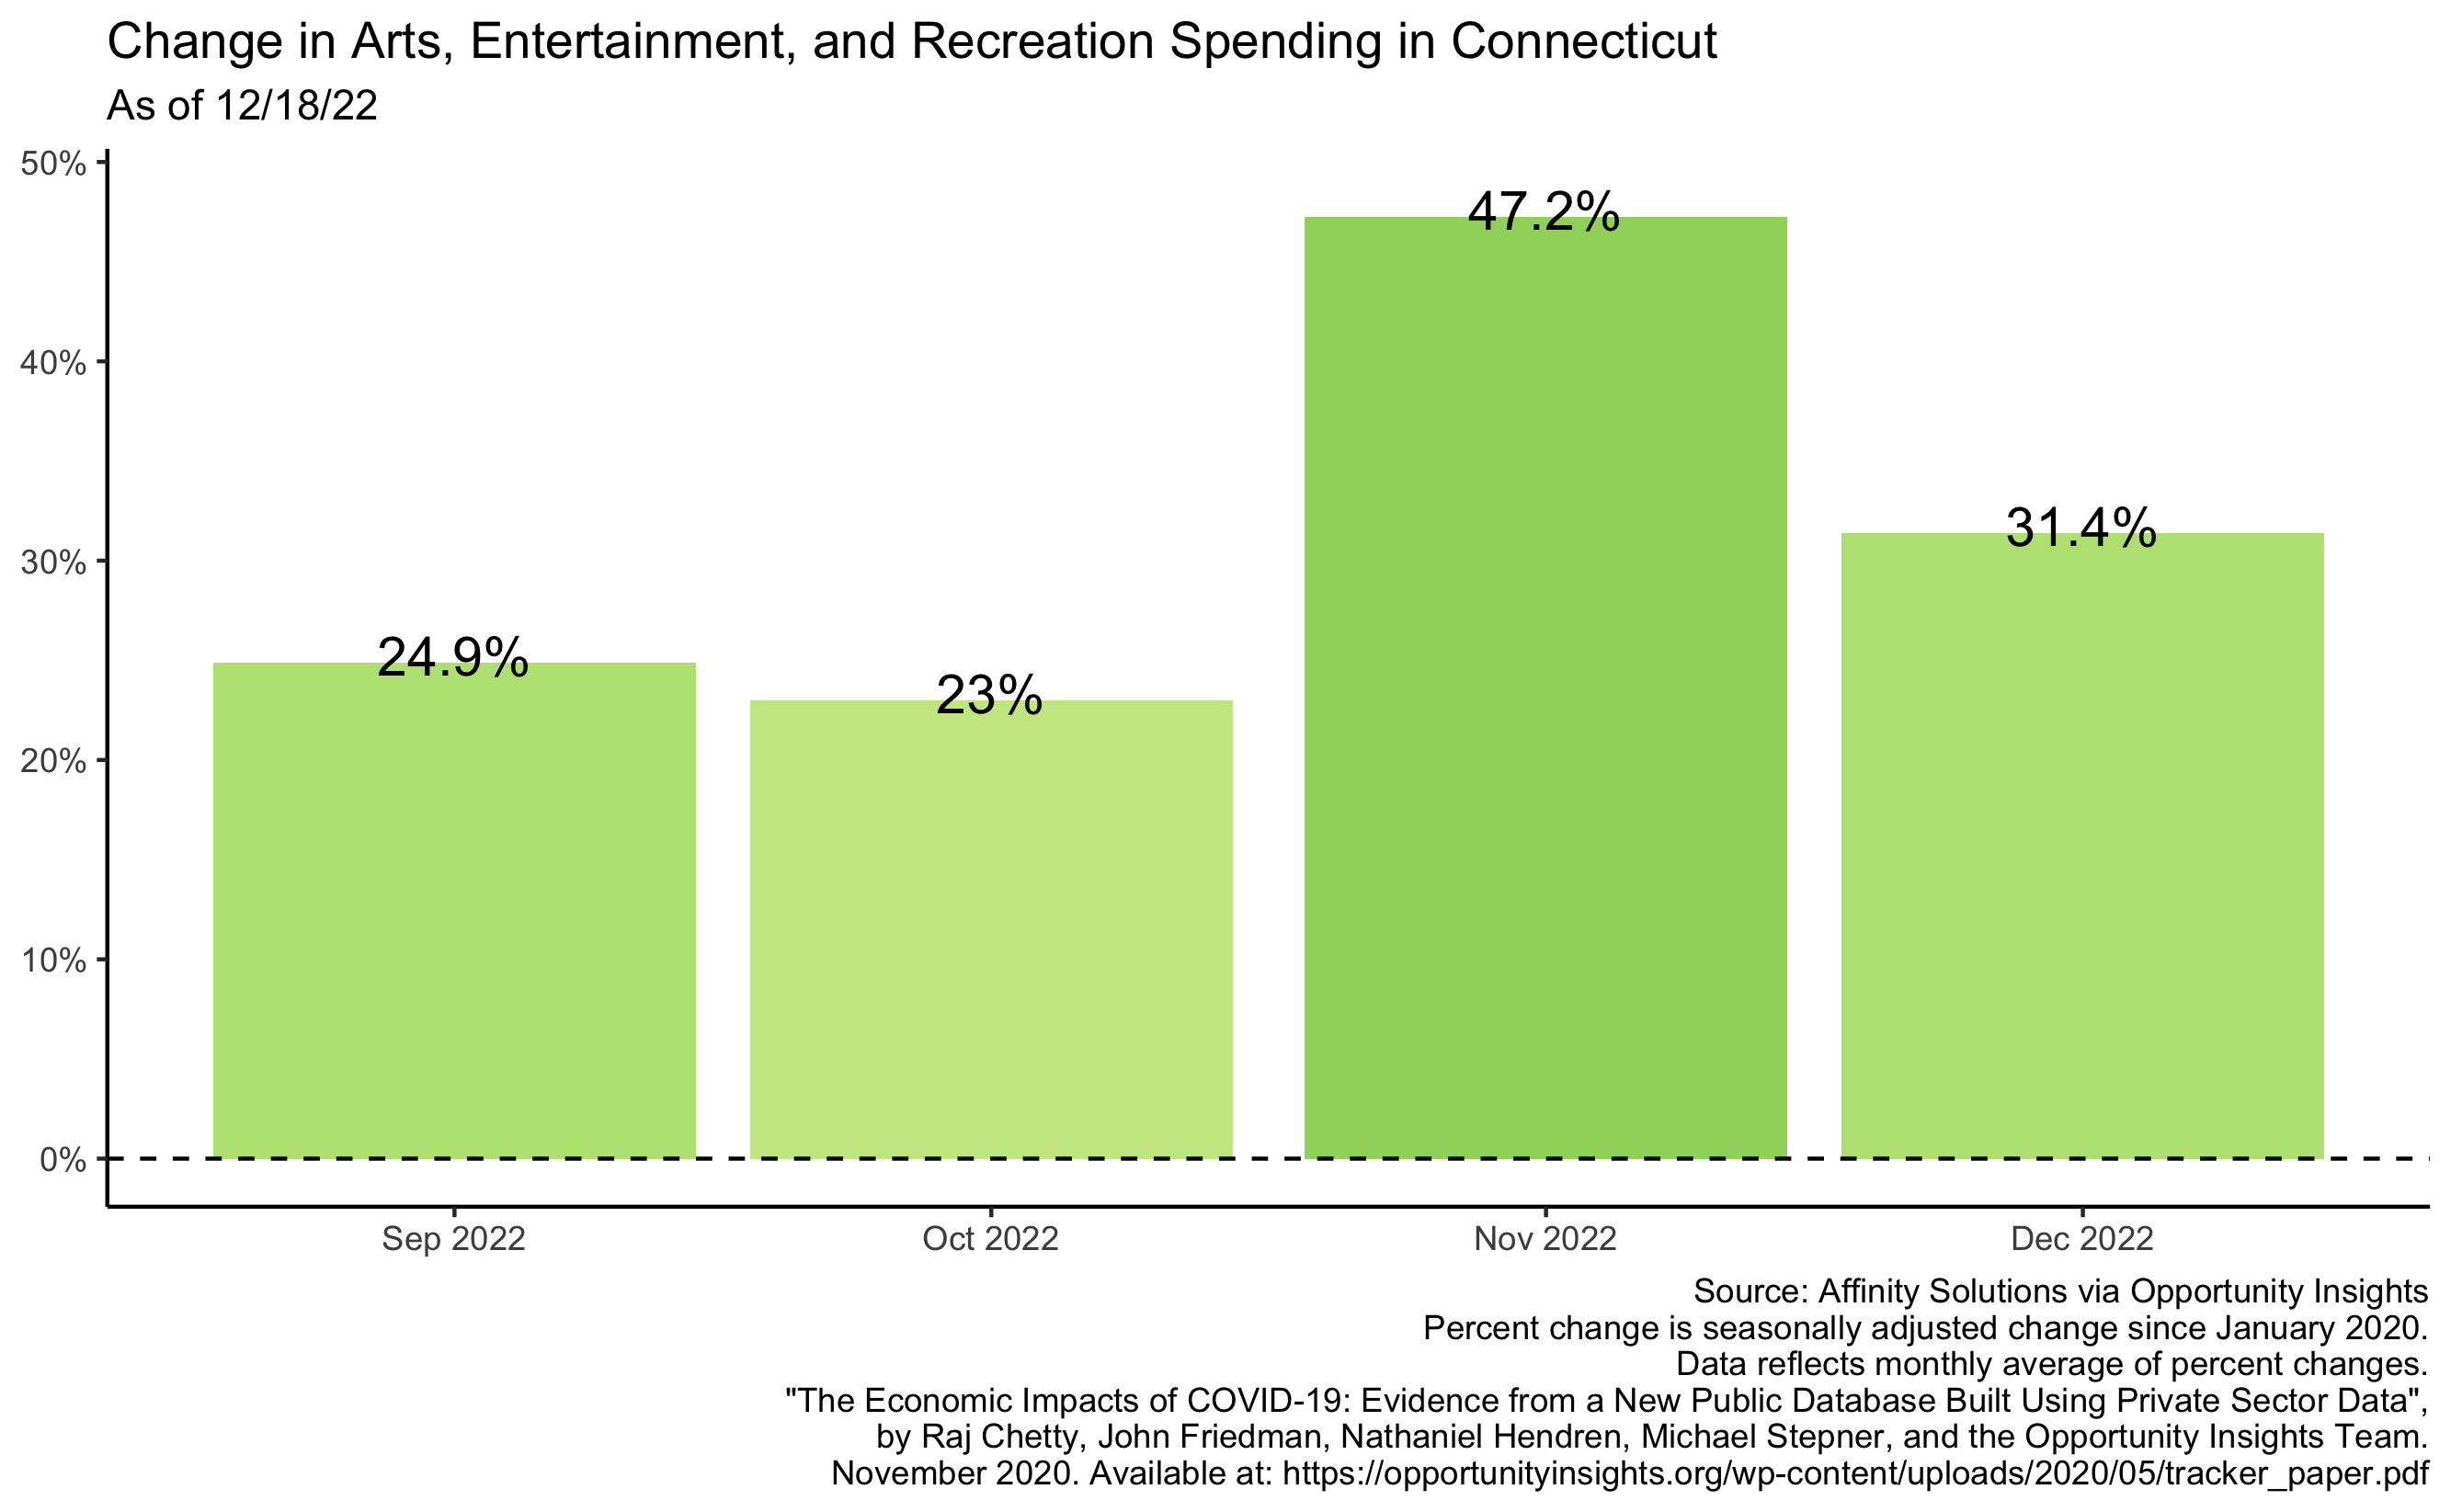 Change in Arts, Entertainment, and Recreation Spending in Connecticut
As of 12/18/22
50%
40%
30%
20%
10%
0%
24.9%
23%
47.2%
31.4%
Sep 2022
Oct 2022
Nov 2022
Dec 2022
Source: Affinity Solutions via Opportunity Insights
Percent change is seasonally adjusted change since January 2020.
Data reflects monthly average of percent changes.
"The Economic Impacts of COVID-19: Evidence from a New Public Database Built Using Private Sector Data",
by Raj Chetty, John Friedman, Nathaniel Hendren, Michael Stepner, and the Opportunity Insights Team.
November 2020. Available at: https://opportunityinsights.org/wp-content/uploads/2020/05/tracker_paper.pdf